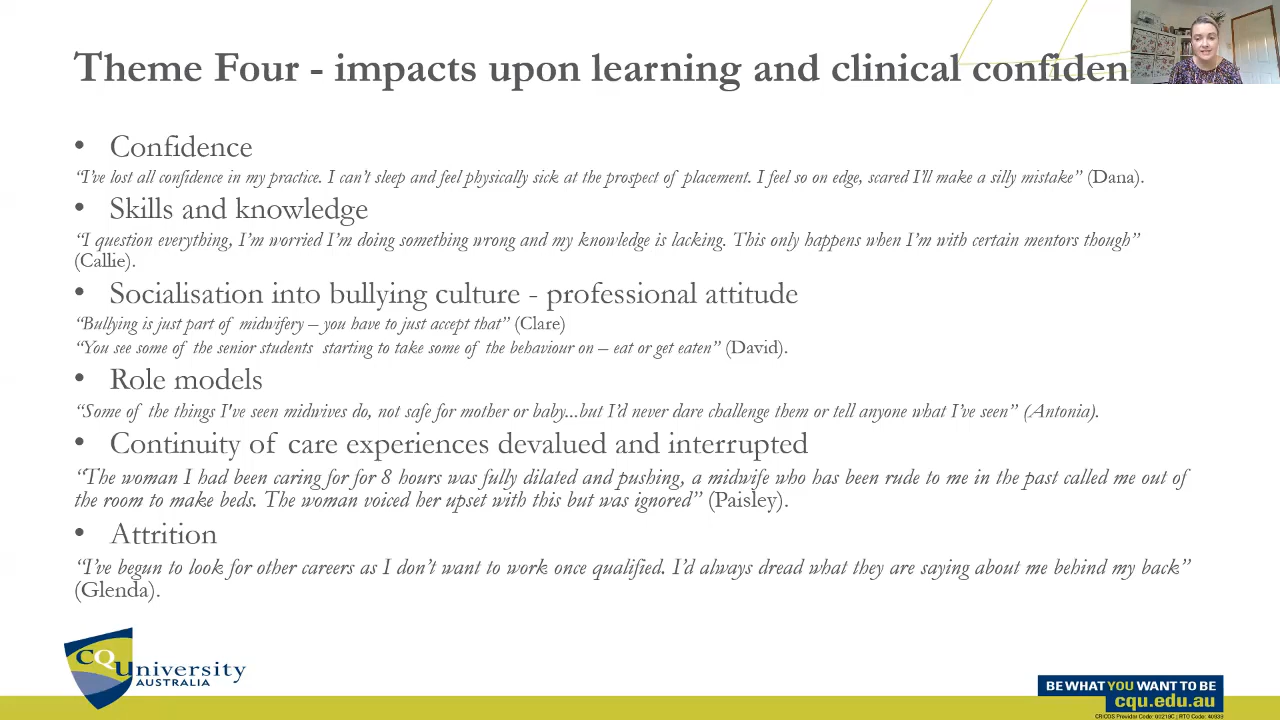 Theme Four - impacts upon learning and clinical confiden
• Confidence
“I’ve lost all confidence in my practice. I can’t sleep and feel physically sick at the prospect of placement. I feel so on edge, scared I’ll make a silly mistake” (Dana).
• Skills and knowledge
“I question everything, I’m worried I’m doing something wrong and my knowledge is lacking. This only happens when I’m with certain mentors though”
(Callie).
• Socialisation into bullying culture - professional attitude
“Bullying is just part of midwifery – you have to just accept that” (Clare)
“You see some of the senior students starting to take some of the behaviour on – eat or get eaten” (David).
• Role models
“Some of the things I've seen midwives do, not safe for mother or baby...but I’d never dare challenge them or tell anyone what I’ve seen” (Antonia).
• Continuity of care experiences devalued and interrupted
“The woman I had been caring for for 8 hours was fully dilated and pushing, a midwife who has been rude to me in the past called me out of
the room to make beds. The woman voiced her upset with this but was ignored” (Paisley).
• Attrition
“I’ve begun to look for other careers as I don’t want to work once qualified. I’d always dread what they are saying about me behind my back”
(Glenda).
CQUniversity
AUSTRALIA
BE WHAT YOU WANT TO BE
cqu.edu.au
CRICOS Provider Code: 00219C | RTO Code: 40939